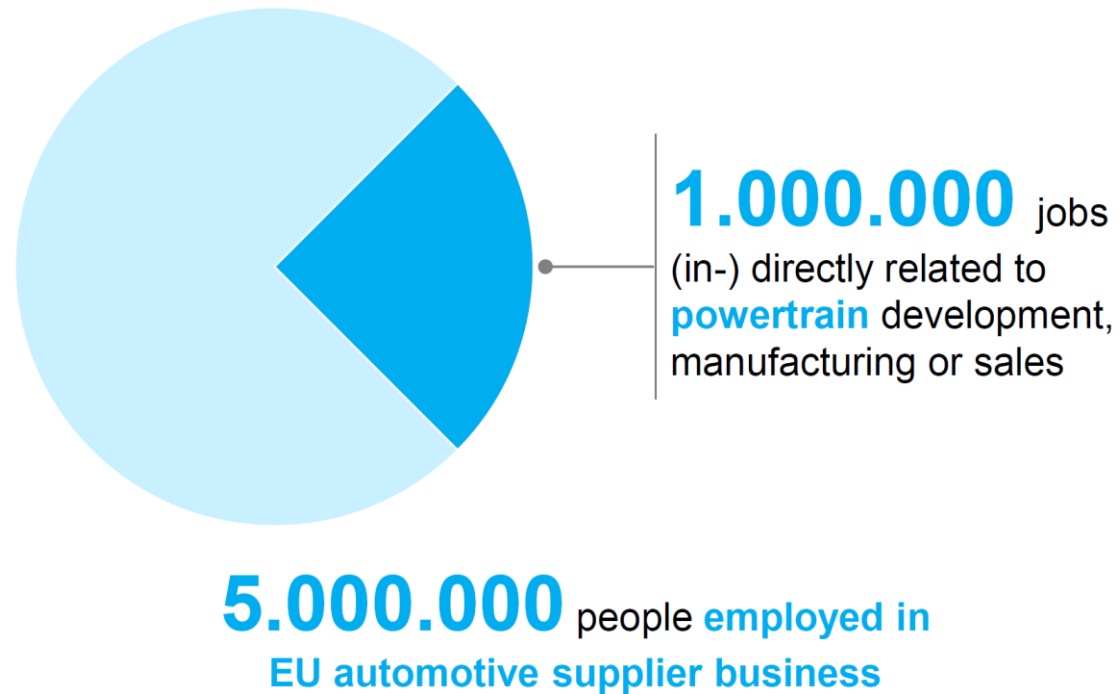 1.000.000 jobs
(in-) directly related to
powertrain development,
manufacturing or sales
5.000.000 people employed in
EU automotive supplier business